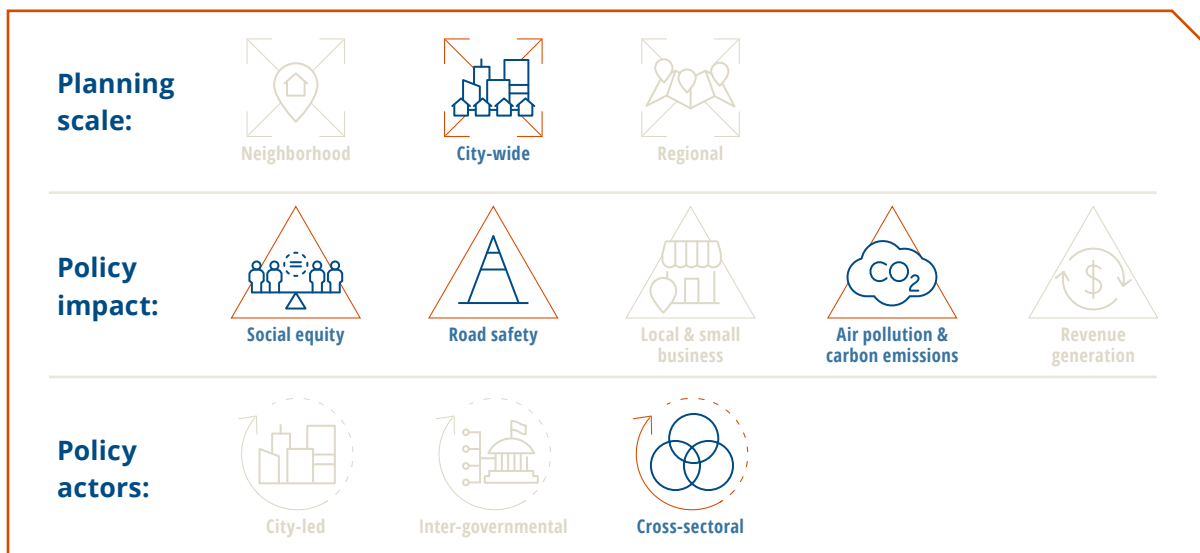 Planning
scale:
Neighborhood
City-wide
Regional
Policy
impact:
=
CO2
$
Social equity
Road safety
Local & small
business
Air pollution &
carbon emissions
Revenue
generation
Policy
actors:
City-led
Inter-governmental
Cross-sectoral